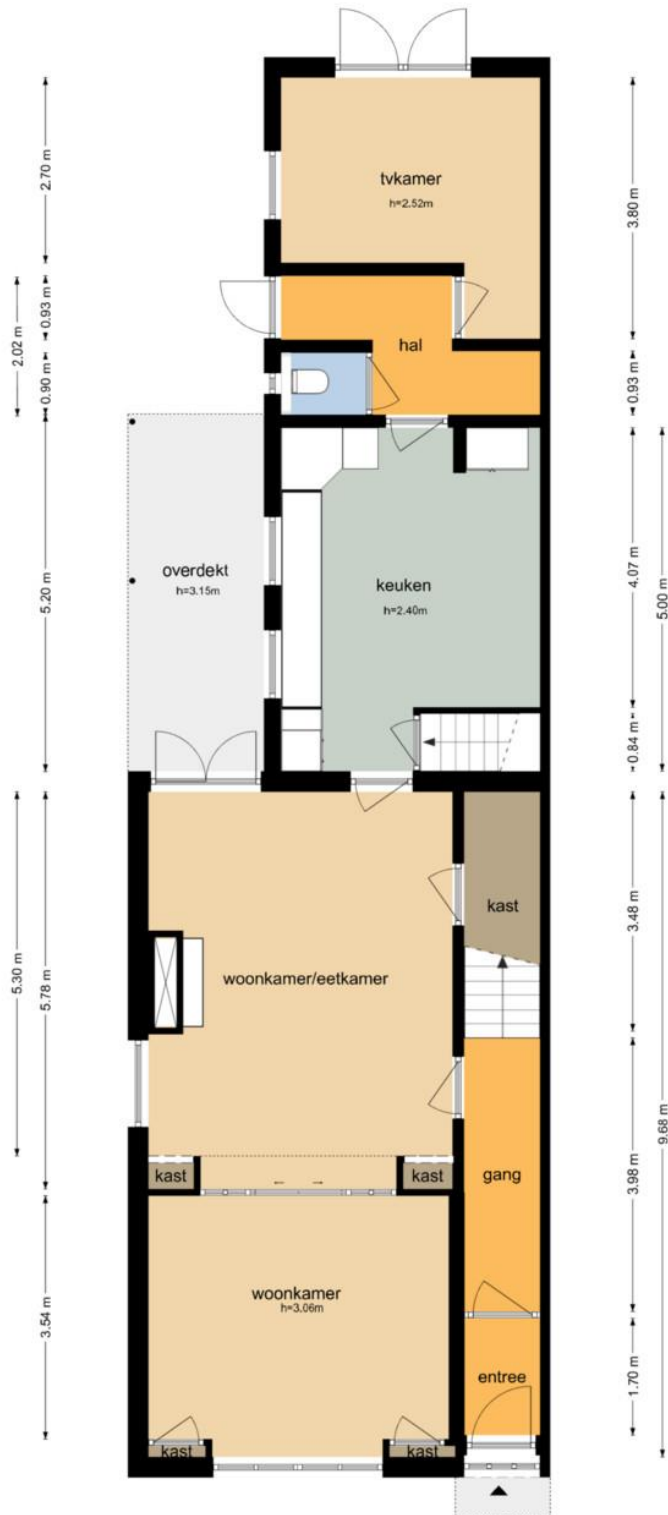 tvkamer
h=2.52m
2.70 m
3.80 m
0.93 m
2.02 m
hal
0.90 m
0.93 m
overdekt
h=3.15m
keuken
h=2.40m
5.20 m
4.07 m
5.00 m
0.84 m
kast
3.48 m
woonkamer/eetkamer
5.30 m
5.78 m
9.68 m
kast
kast
gang
3.98 m
woonkamer
h=3.06m
3.54 m
entree
1.70 m
kast
kast